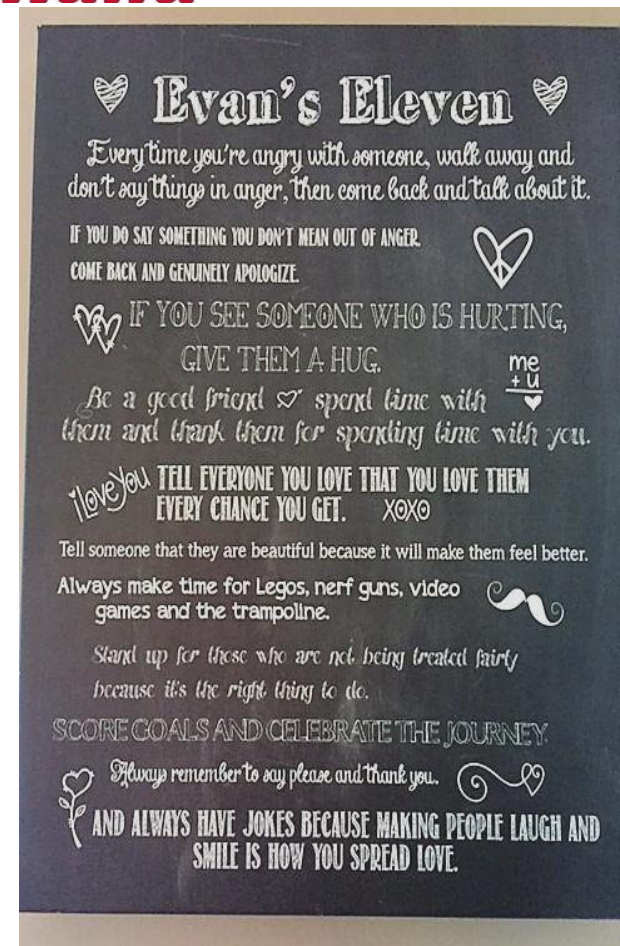 Evan's Eleven
Every time you're angry with someone, walk away and
don't say things in anger, then come back and talk about it.
IF YOU DO SAY SOMETHING YOU DON'T MEAN OUT OF ANGER.
COME BACK AND GENUINELY APOLOGIZE.
IF YOU SEE SOMEONE WHO IS HURTING,
GIVE THEM A HUG.
me
+ u
Be a good friend spend time with
them and thank them for spending time with you.
i love you
TELL EVERYONE YOU LOVE THAT YOU LOVE THEM
EVERY CHANCE YOU GET. XOXO
Tell someone that they are beautiful because it will make them feel better.
Always make time for Legos, nerf guns, video
games and the trampoline.
Stand up for those who are not being treated fairly
because it's the right thing to do.
SCORE GOALS AND CELEBRATE THE JOURNEY.
Always remember to say please and thank you.
AND ALWAYS HAVE JOKES BECAUSE MAKING PEOPLE LAUGH AND
SMILE IS HOW YOU SPREAD LOVE.